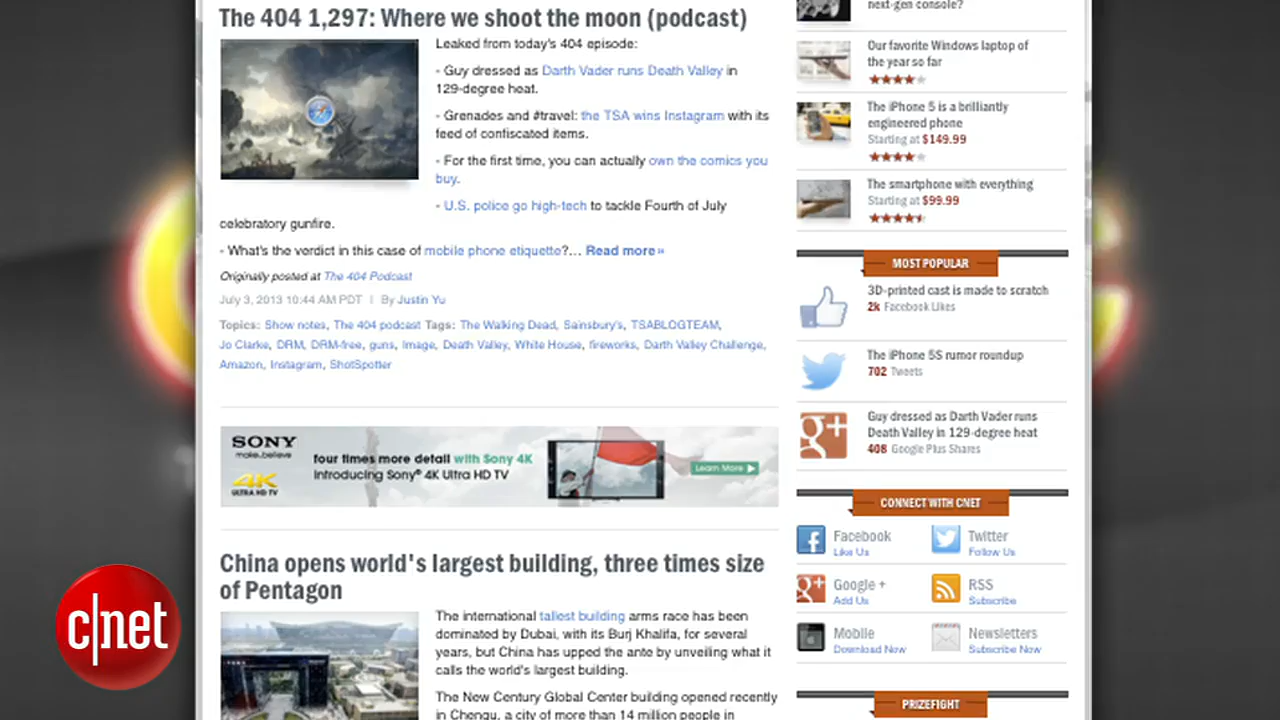 The 404 1,297: Where we shoot the moon (podcast)
Leaked from today's 404 episode:
- Guy dressed as Darth Vader runs Death Valley in
129-degree heat.
- Grenades and #travel: the TSA wins Instagram with its
feed of confiscated items.
- For the first time, you can actually own the comics you
buy.
- U.S. police go high-tech to tackle Fourth of July
celebratory gunfire.
- What's the verdict in this case of mobile phone etiquette?... Read more »
Originally posted at The 404 Podcast
July 3, 2013 10:44 AM PDT | By Justin Yu
Topics: Show notes, The 404 podcast Tags: The Walking Dead, Sainsbury's, TSABLOGTEAM,
Jo Clarke, DRM, DRM-free, guns, Image, Death Valley, White House, fireworks, Darth Valley Challenge,
Amazon, Instagram, ShotSpotter
SONY
make.believe
4K
ULTRA HD TV
four times more detail with Sony 4K
Introducing Sony® 4K Ultra HD TV
Learn More
China opens world's largest building, three times size
of Pentagon
The international tallest building arms race has been
dominated by Dubai, with its Burj Khalifa, for several
years, but China has upped the ante by unveiling what it
calls the world's largest building.
The New Century Global Center building opened recently
in Chengu, a city of more than 14 million people in
next-gen console?
Our favorite Windows laptop of
the year so far
The iPhone 5 is a brilliantly
engineered phone
Starting at $149.99
The smartphone with everything
Starting at $99.99
MOST POPULAR
3D-printed cast is made to scratch
2k Facebook Likes
The iPhone 5S rumor roundup
702 Tweets
g+
Guy dressed as Darth Vader runs
Death Valley in 129-degree heat
408 Google Plus Shares
CONNECT WITH CNET
f
Facebook
Like Us
Twitter
Follow Us
g+
Google +
Add Us
RSS
Subscribe
Mobile
Download Now
Newsletters
Subscribe Now
PRIZEFIGHT
c|net